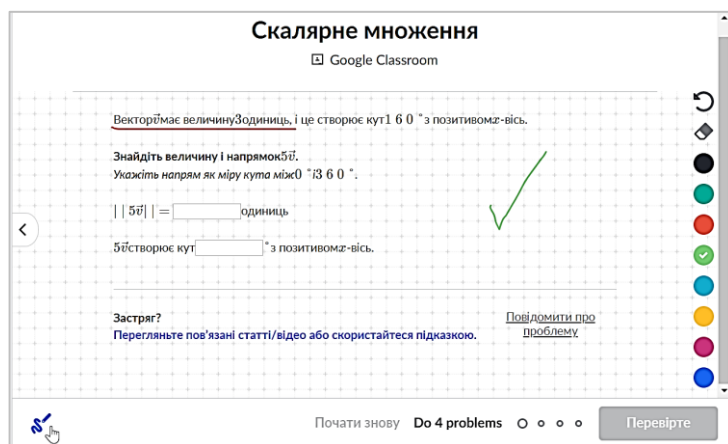 Скалярне множення
Google Classroom
Векторv⃗має величину3одиниць, і це створює кут1 6 0 °з позитивомx-вісь.
Знайдіть величину і напрямок5v⃗.
Укажіть напрям як міру кута між0 °і3 6 0 °.
| | 5v⃗| | = одиниць
5v⃗створює кут °з позитивомx-вісь.
Застряг?
Перегляньте пов’язані статті/відео або скористайтеся підказкою.
Повідомити про
проблему
Почати знову Do 4 problems Перевірте